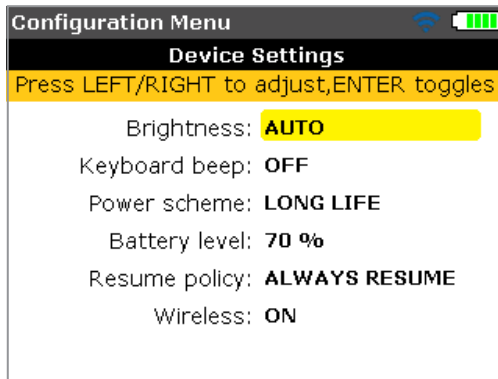 Configuration Menu
Device Settings
Press LEFT/RIGHT to adjust,ENTER toggles
Brightness: AUTO
Keyboard beep: OFF
Power scheme: LONG LIFE
Battery level: 70 %
Resume policy: ALWAYS RESUME
Wireless: ON